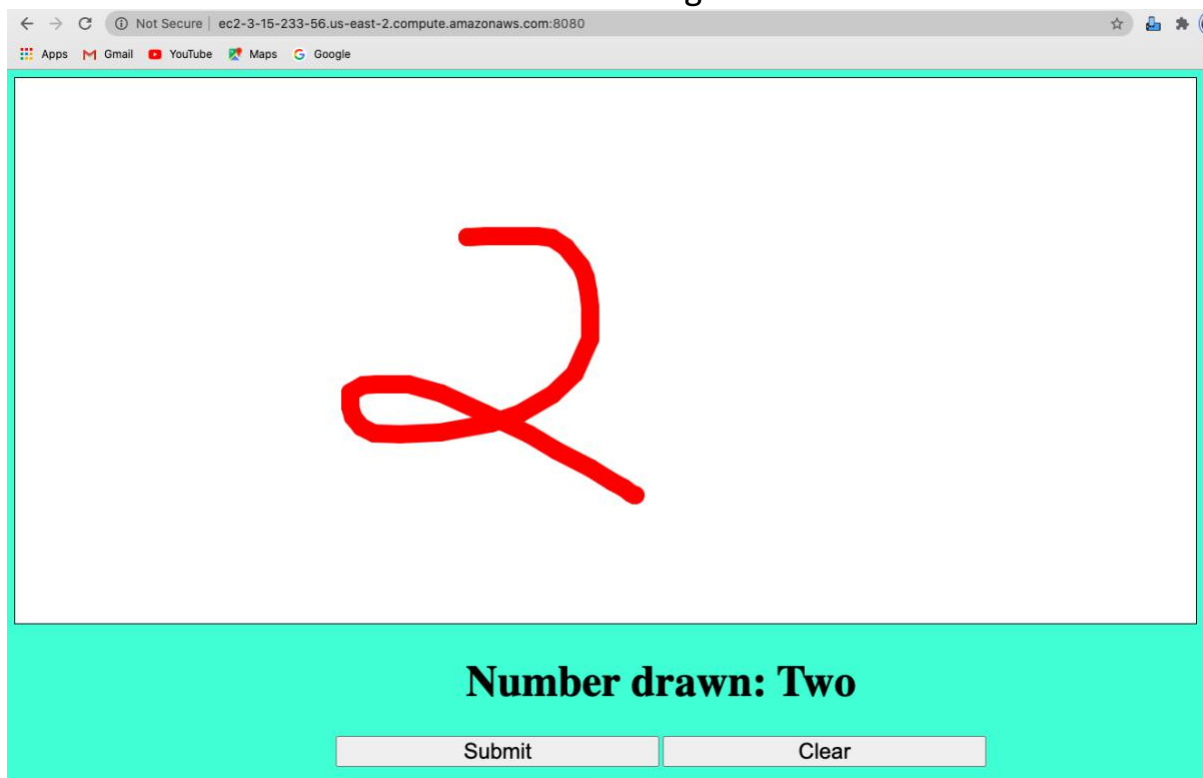 Not Secure | ec2-3-15-233-56.us-east-2.compute.amazonaws.com:8080
Apps Gmail YouTube Maps Google
2
Number drawn: Two
Submit Clear